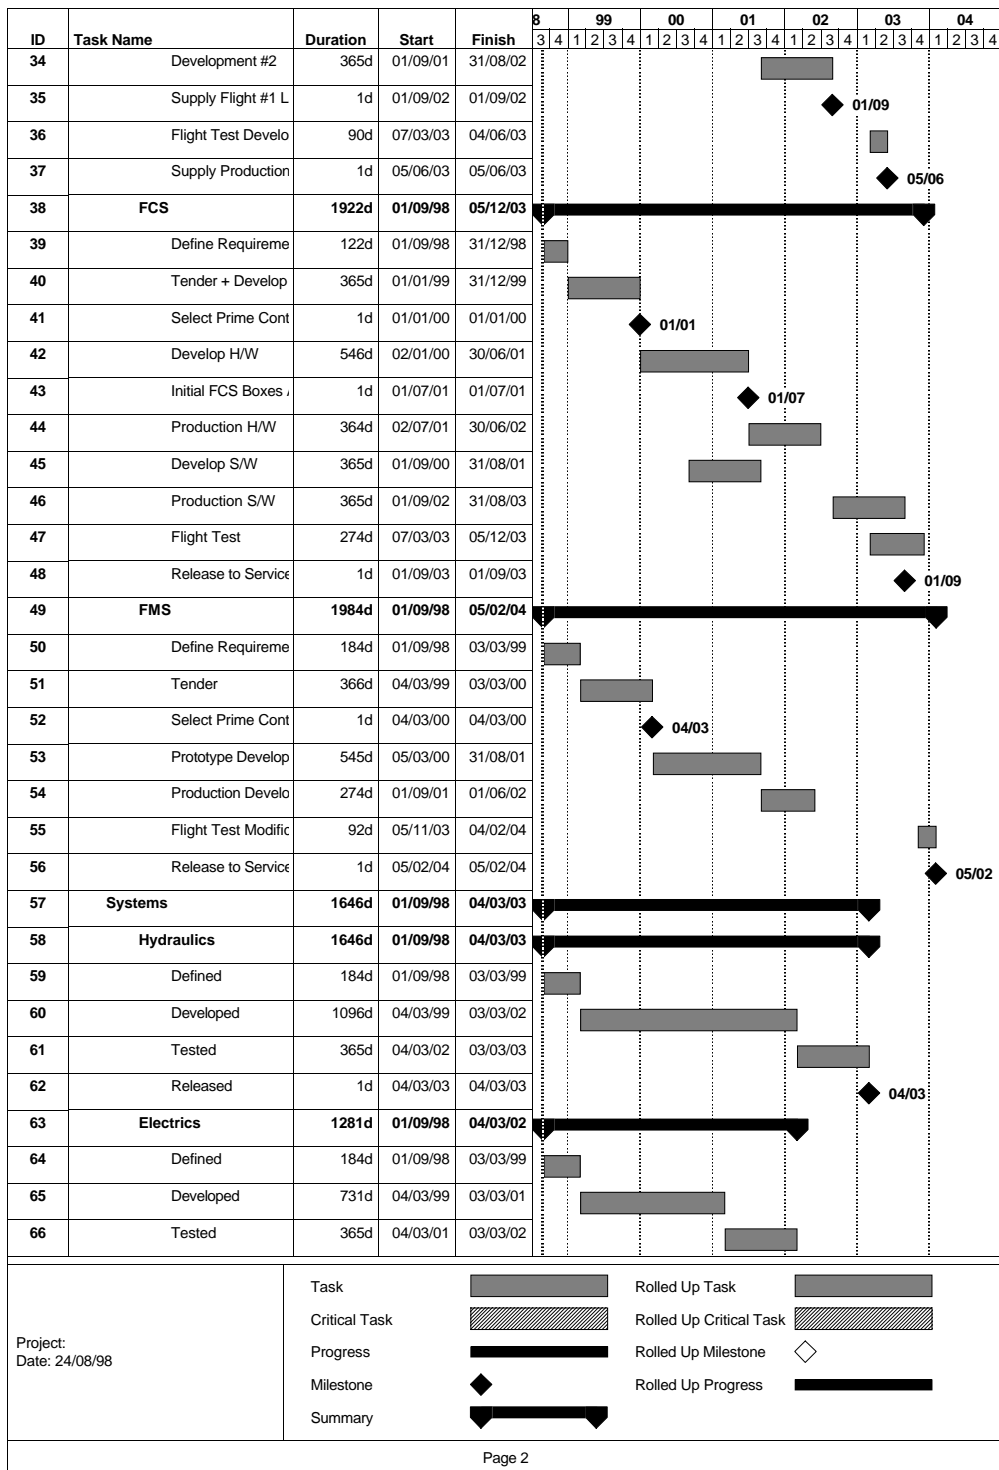 8 99 00 01 02 03 04
ID Task Name Duration Start Finish 3 4 1 2 3 4 1 2 3 4 1 2 3 4 1 2 3 4 1 2 3 4 1 2 3 4
34 Development #2 365d 01/09/01 31/08/02
35 Supply Flight #1 L 1d 01/09/02 01/09/02 01/09
36 Flight Test Develo 90d 07/03/03 04/06/03
37 Supply Production 1d 05/06/03 05/06/03 05/06
38 FCS 1922d 01/09/98 05/12/03
39 Define Requireme 122d 01/09/98 31/12/98
40 Tender + Develop 365d 01/01/99 31/12/99
41 Select Prime Cont 1d 01/01/00 01/01/00 01/01
42 Develop H/W 546d 02/01/00 30/06/01
43 Initial FCS Boxes 1d 01/07/01 01/07/01 01/07
44 Production H/W 364d 02/07/01 30/06/02
45 Develop S/W 365d 01/09/00 31/08/01
46 Production S/W 365d 01/09/02 31/08/03
47 Flight Test 274d 07/03/03 05/12/03
48 Release to Service 1d 01/09/03 01/09/03 01/09
49 FMS 1984d 01/09/98 05/02/04
50 Define Requireme 184d 01/09/98 03/03/99
51 Tender 366d 04/03/99 03/03/00
52 Select Prime Cont 1d 04/03/00 04/03/00 04/03
53 Prototype Develop 545d 05/03/00 31/08/01
54 Production Develo 274d 01/09/01 01/06/02
55 Flight Test Modific 92d 05/11/03 04/02/04
56 Release to Service 1d 05/02/04 05/02/04 05/02
57 Systems 1646d 01/09/98 04/03/03
58 Hydraulics 1646d 01/09/98 04/03/03
59 Defined 184d 01/09/98 03/03/99
60 Developed 1096d 04/03/99 03/03/02
61 Tested 365d 04/03/02 03/03/03
62 Released 1d 04/03/03 04/03/03 04/03
63 Electrics 1281d 01/09/98 04/03/02
64 Defined 184d 01/09/98 03/03/99
65 Developed 731d 04/03/99 03/03/01
66 Tested 365d 04/03/01 03/03/02
Project:
Date: 24/08/98
Task Rolled Up Task
Critical Task Rolled Up Critical Task
Progress Rolled Up Milestone
Milestone Rolled Up Progress
Summary
Page 2